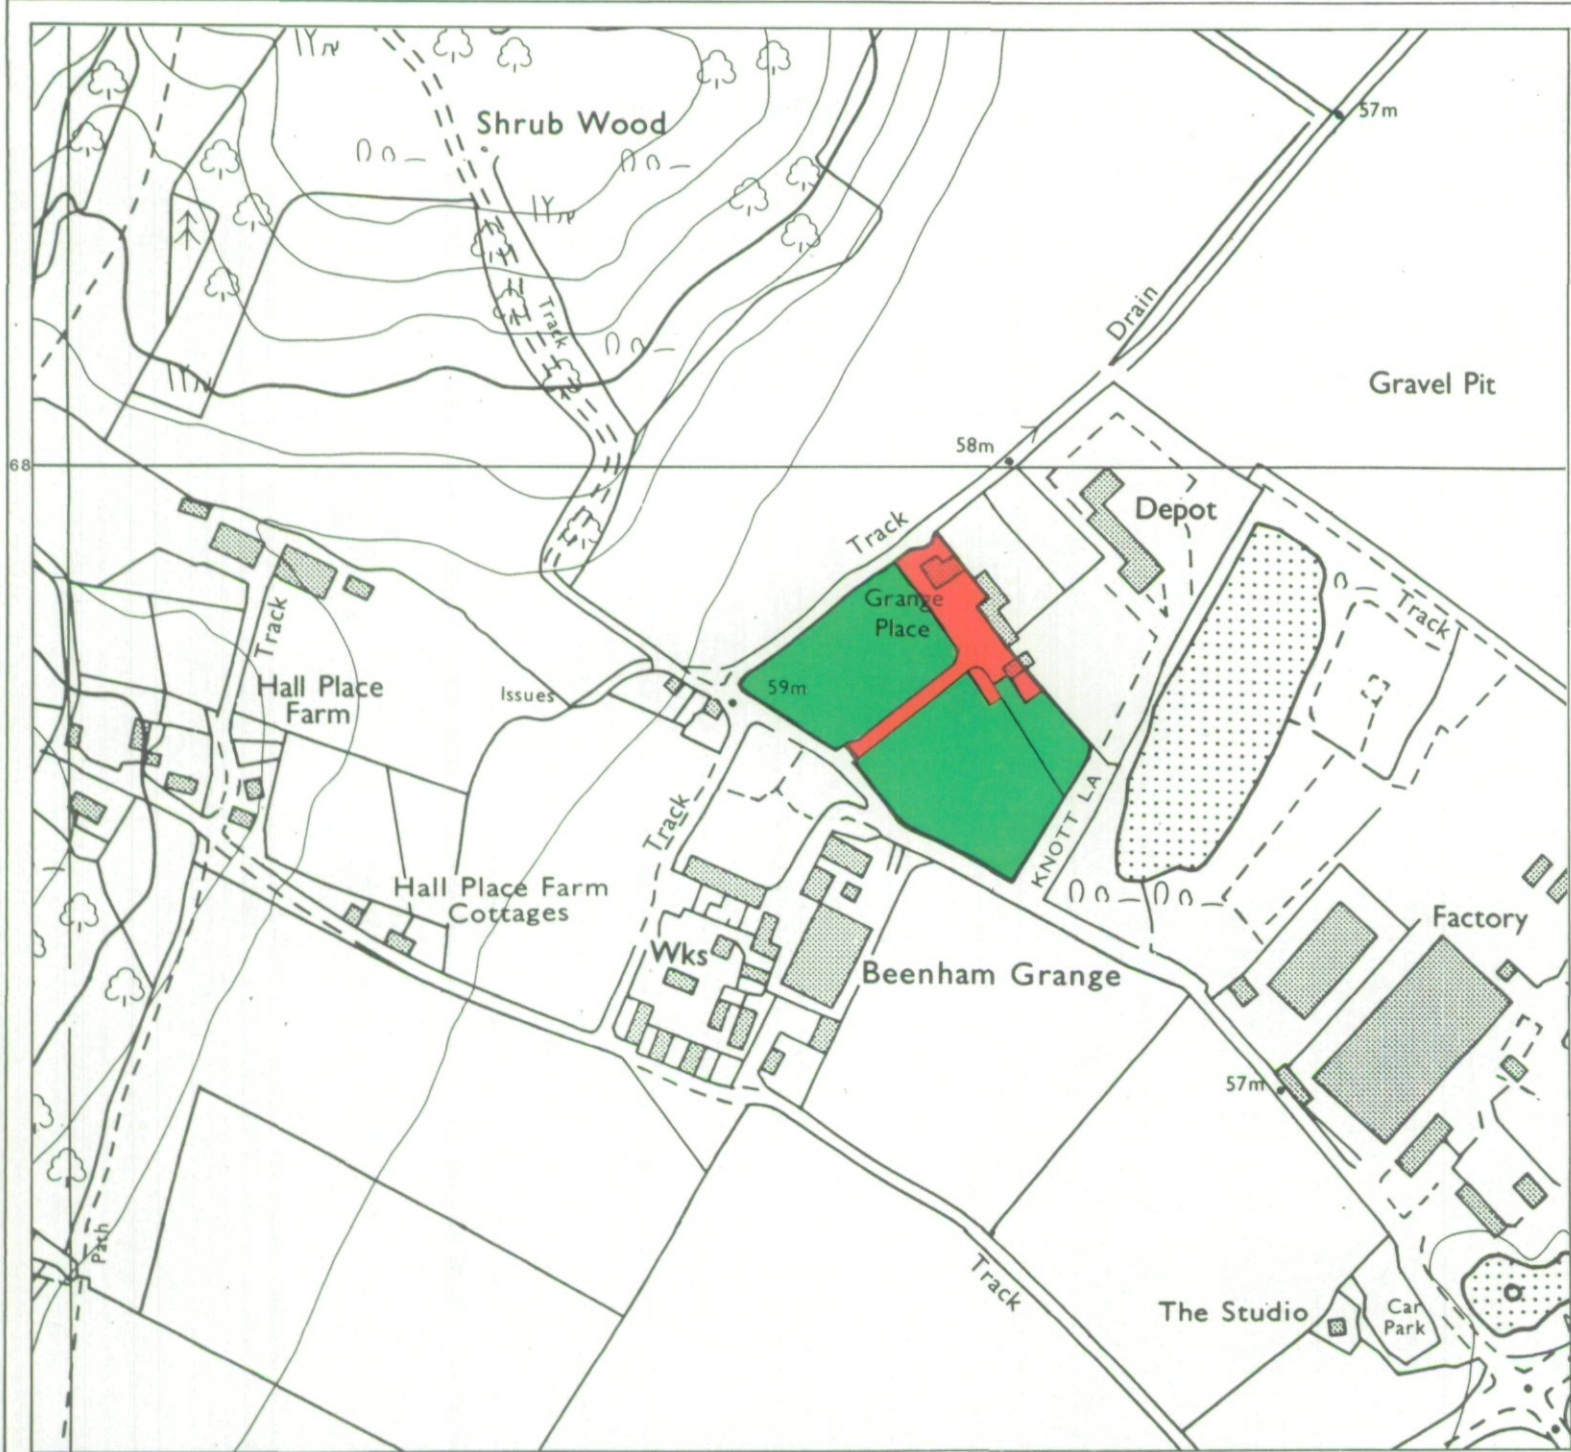 Shrub Wood
57m
Track
Drain
Gravel Pit
58m
68
Depot
Track
Grange
Place
Track
Track
Hall Place
Farm
Issues
59m
KNOTT LA
Track
Hall Place Farm
Cottages
Wks
Beenham Grange
Factory
57m
Path
Track
The Studio
Car
Park